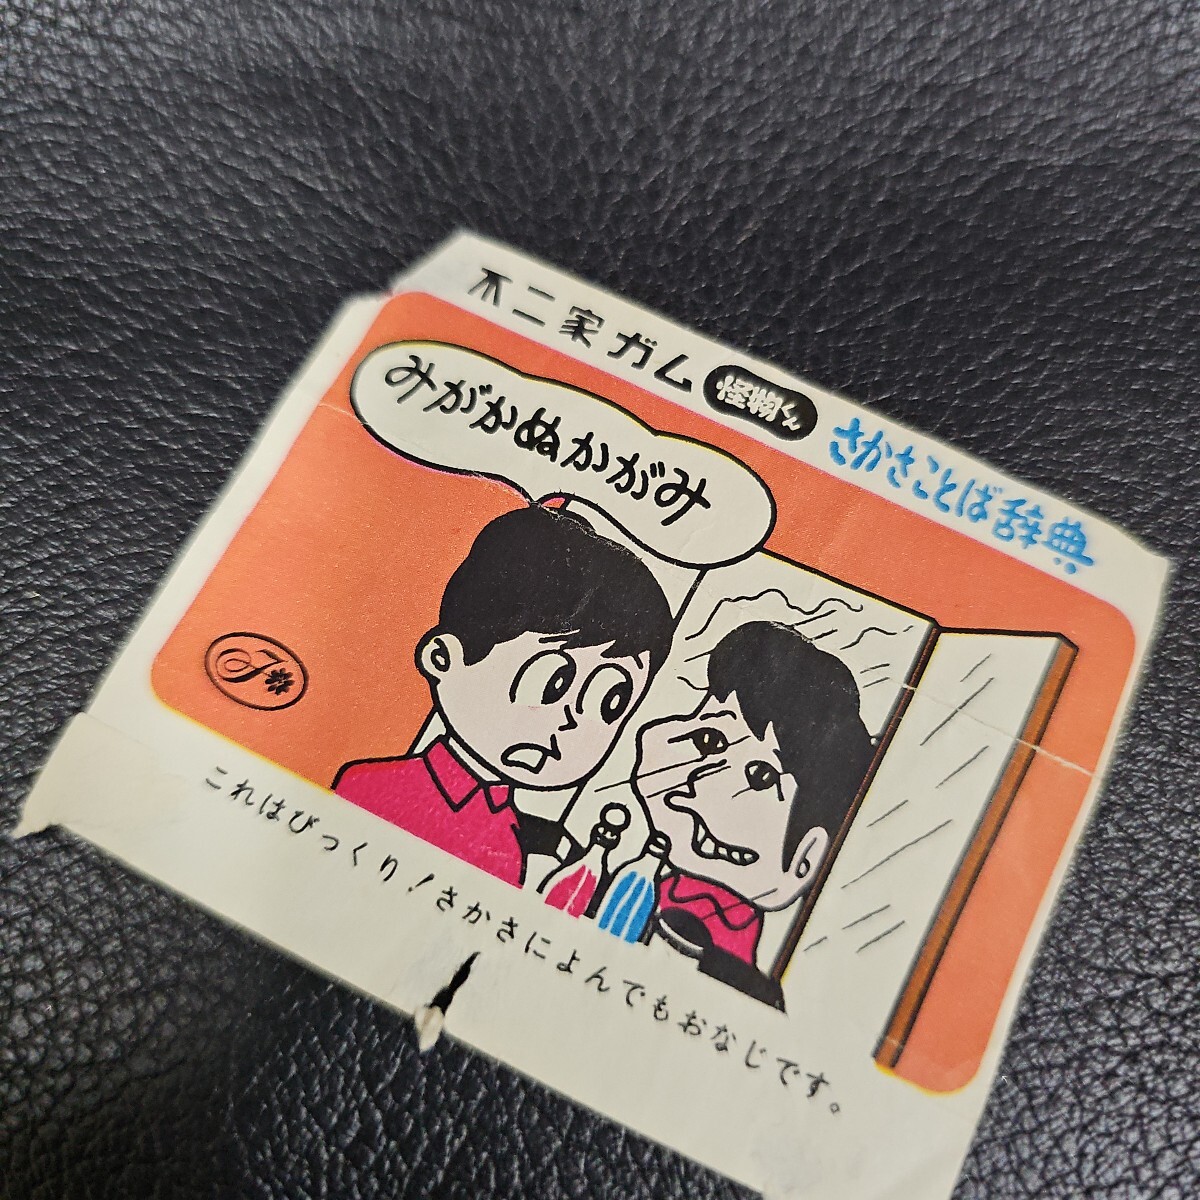 不二家ガム 怪物くん さかさことば辞典
みがかぬかがみ
F
これはびっくり！さかさによんでもおなじです。